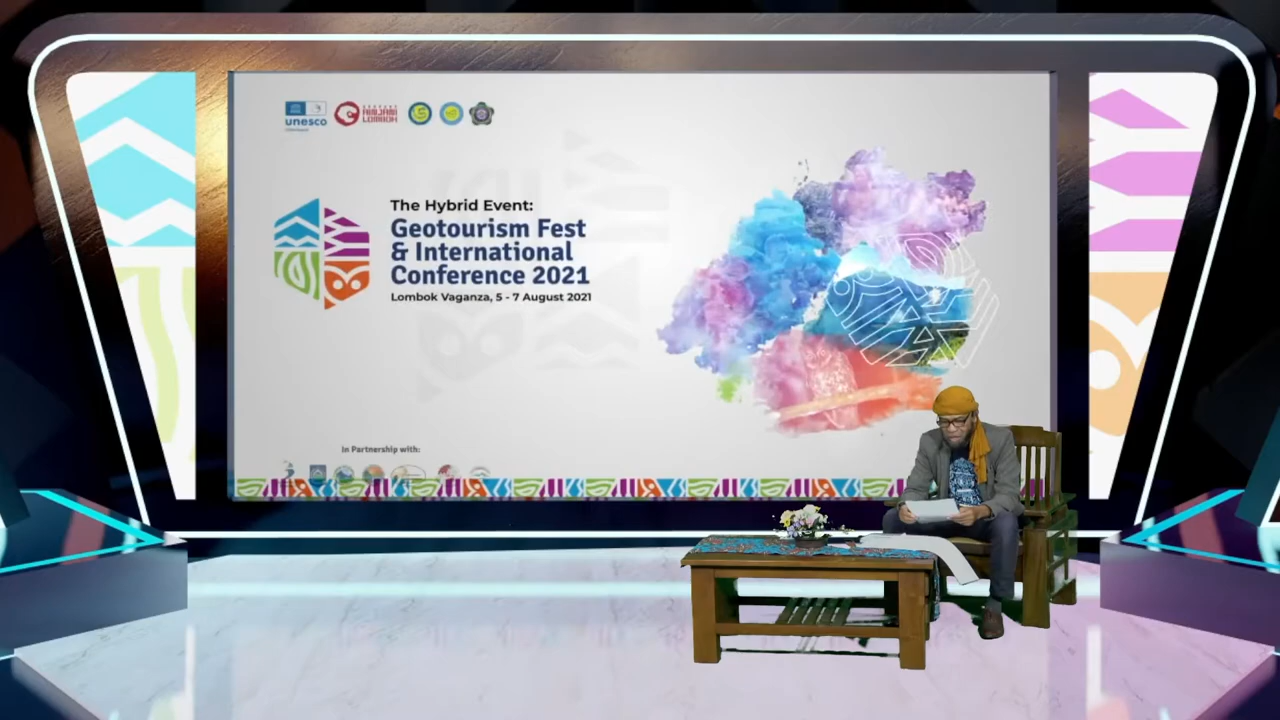 unesco
GEOPARK
RINJANI
LOMBOK
The Hybrid Event:
Geotourism Fest
& International
Conference 2021
Lombok Vaganza, 5 - 7 August 2021
In Partnership with: